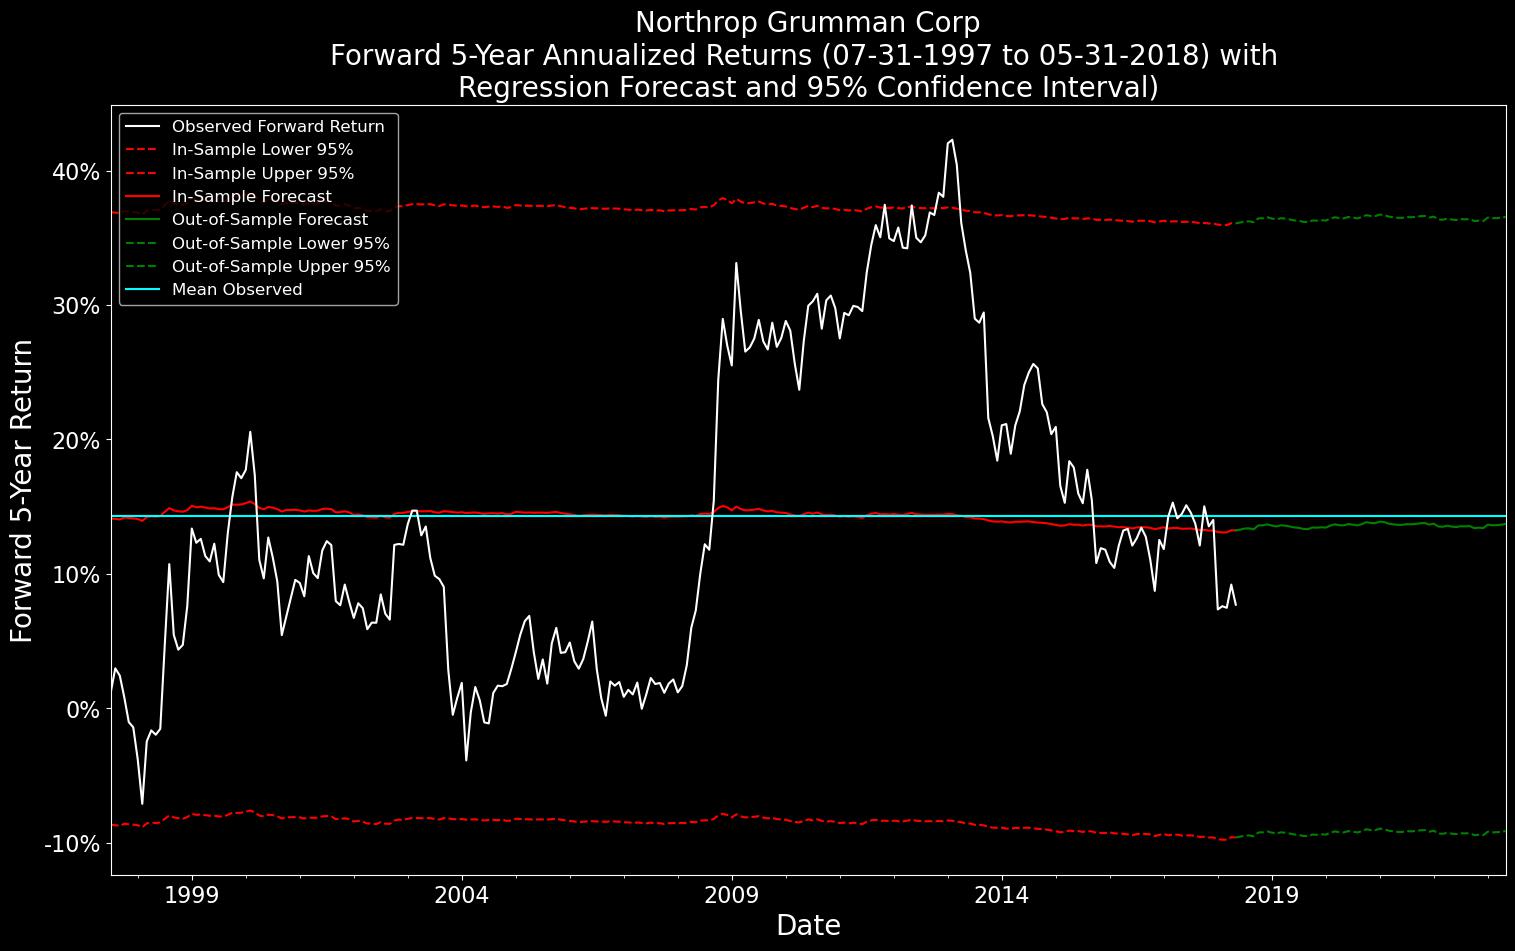 Northrop Grumman Corp
Forward 5-Year Annualized Returns (07-31-1997 to 05-31-2018) with
Regression Forecast and 95% Confidence Interval)
Observed Forward Return
In-Sample Lower 95%
In-Sample Upper 95%
In-Sample Forecast
Out-of-Sample Forecast
Out-of-Sample Lower 95%
Out-of-Sample Upper 95%
Mean Observed
Forward 5-Year Return
40%
30%
20%
10%
0%
-10%
1999 2004 2009 2014 2019
Date